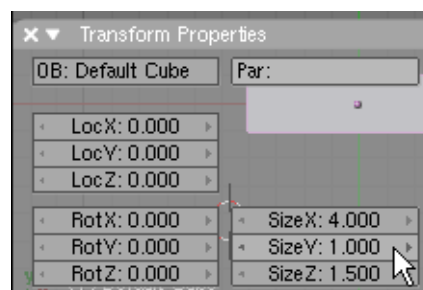 Transform Properties
OB: Default Cube
Par:
LocX: 0.000
LocY: 0.000
LocZ: 0.000
RotX: 0.000
SizeX: 4.000
RotY: 0.000
SizeY: 1.000
RotZ: 0.000
SizeZ: 1.500